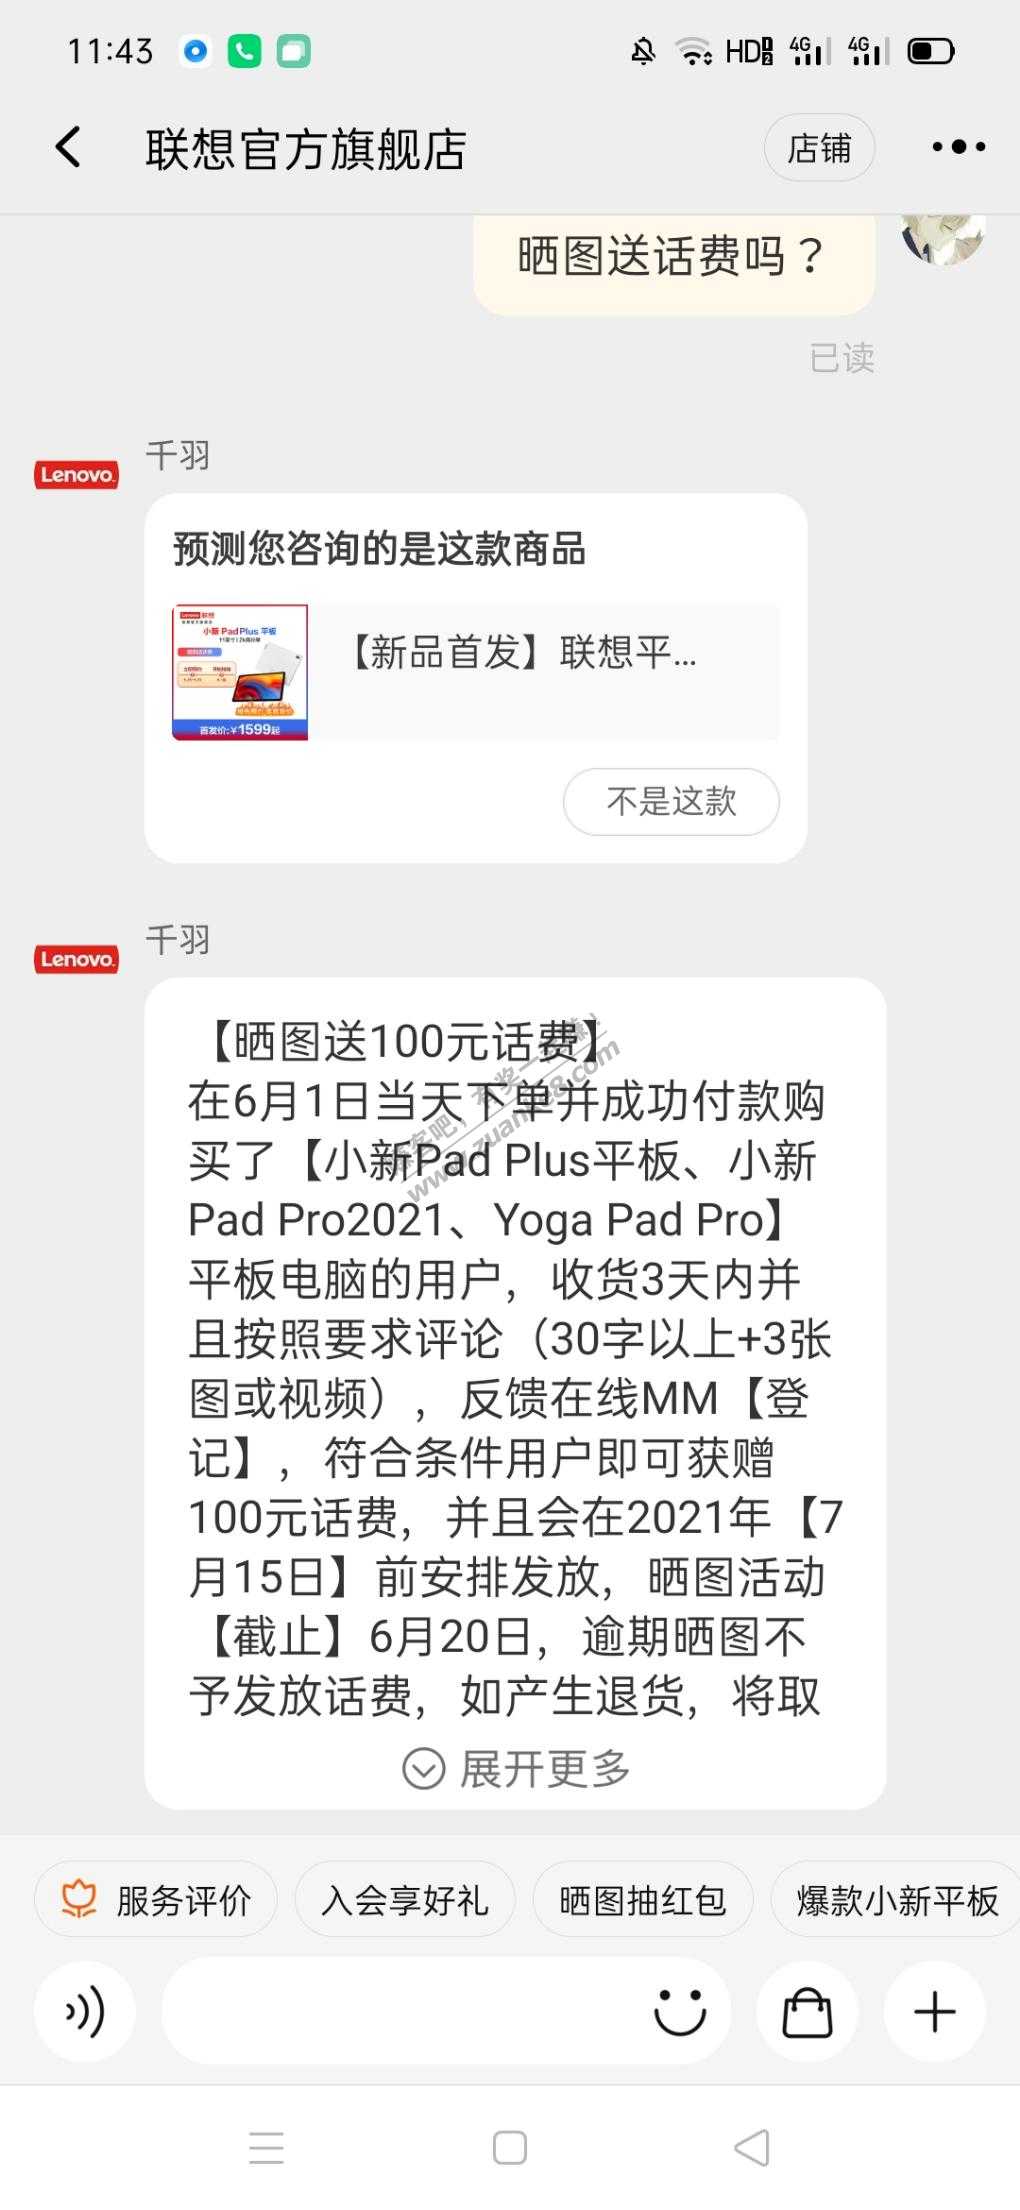 11:43
HD 4G 4G
联想官方旗舰店
店铺
晒图送话费吗？
已读
千羽
Lenovo
预测您咨询的是这款商品
小新 Pad Plus 平板
首发价:¥1599起
【新品首发】联想平...
不是这款
千羽
Lenovo
【晒图送100元话费】
在6月1日当天下单并成功付款购
买了【小新Pad Plus平板、小新
Pad Pro2021、Yoga Pad Pro】
平板电脑的用户，收货3天内并
且按照要求评论（30字以上+3张
图或视频），反馈在线MM【登
记】，符合条件用户即可获赠
100元话费，并且会在2021年【7
月15日】前安排发放，晒图活动
【截止】6月20日，逾期晒图不
予发放话费，如产生退货，将取
www.zuanke8.com
展开更多
服务评价
入会享好礼
晒图抽红包
爆款小新平板